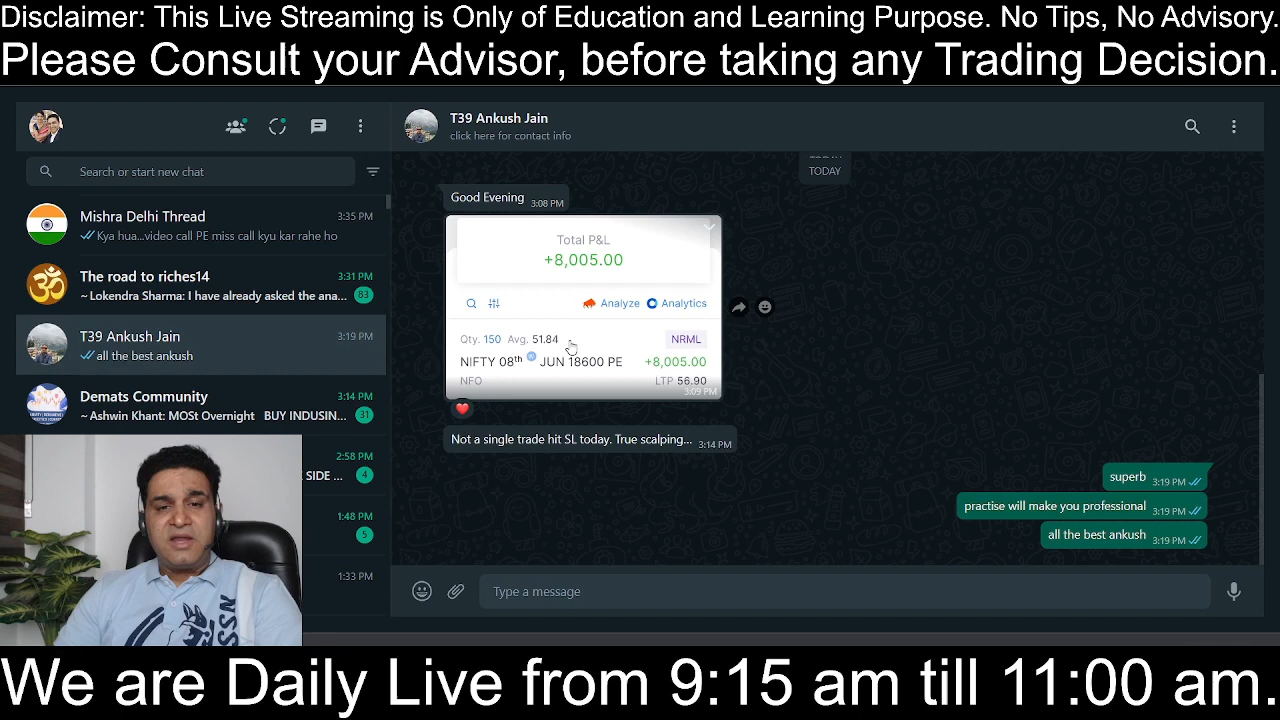 Disclaimer: This Live Streaming is Only of Education and Learning Purpose. No Tips, No Advisory.
Please Consult your Advisor, before taking any Trading Decision.
Search or start new chat
Mishra Delhi Thread 3:35 PM
Kya hua...video call PE miss call kyu kar rahe ho
The road to riches14 3:31 PM
~ Lokendra Sharma: I have already asked the ana... 83
T39 Ankush Jain 3:19 PM
all the best ankush
Demats Community 3:14 PM
~ Ashwin Khant: MOSt Overnight BUY INDUSIN... 31
2:58 PM
SIDE ... 4
1:48 PM
5
1:33 PM
T39 Ankush Jain
click here for contact info
TODAY
Good Evening 3:08 PM
Total P&L
+8,005.00
Analyze Analytics
Qty. 150 Avg. 51.84 NRML
NIFTY 08th W JUN 18600 PE +8,005.00
NFO LTP 56.90
3:09 PM
Not a single trade hit SL today. True scalping... 3:14 PM
superb 3:19 PM
practise will make you professional 3:19 PM
all the best ankush 3:19 PM
Type a message
We are Daily Live from 9:15 am till 11:00 am.